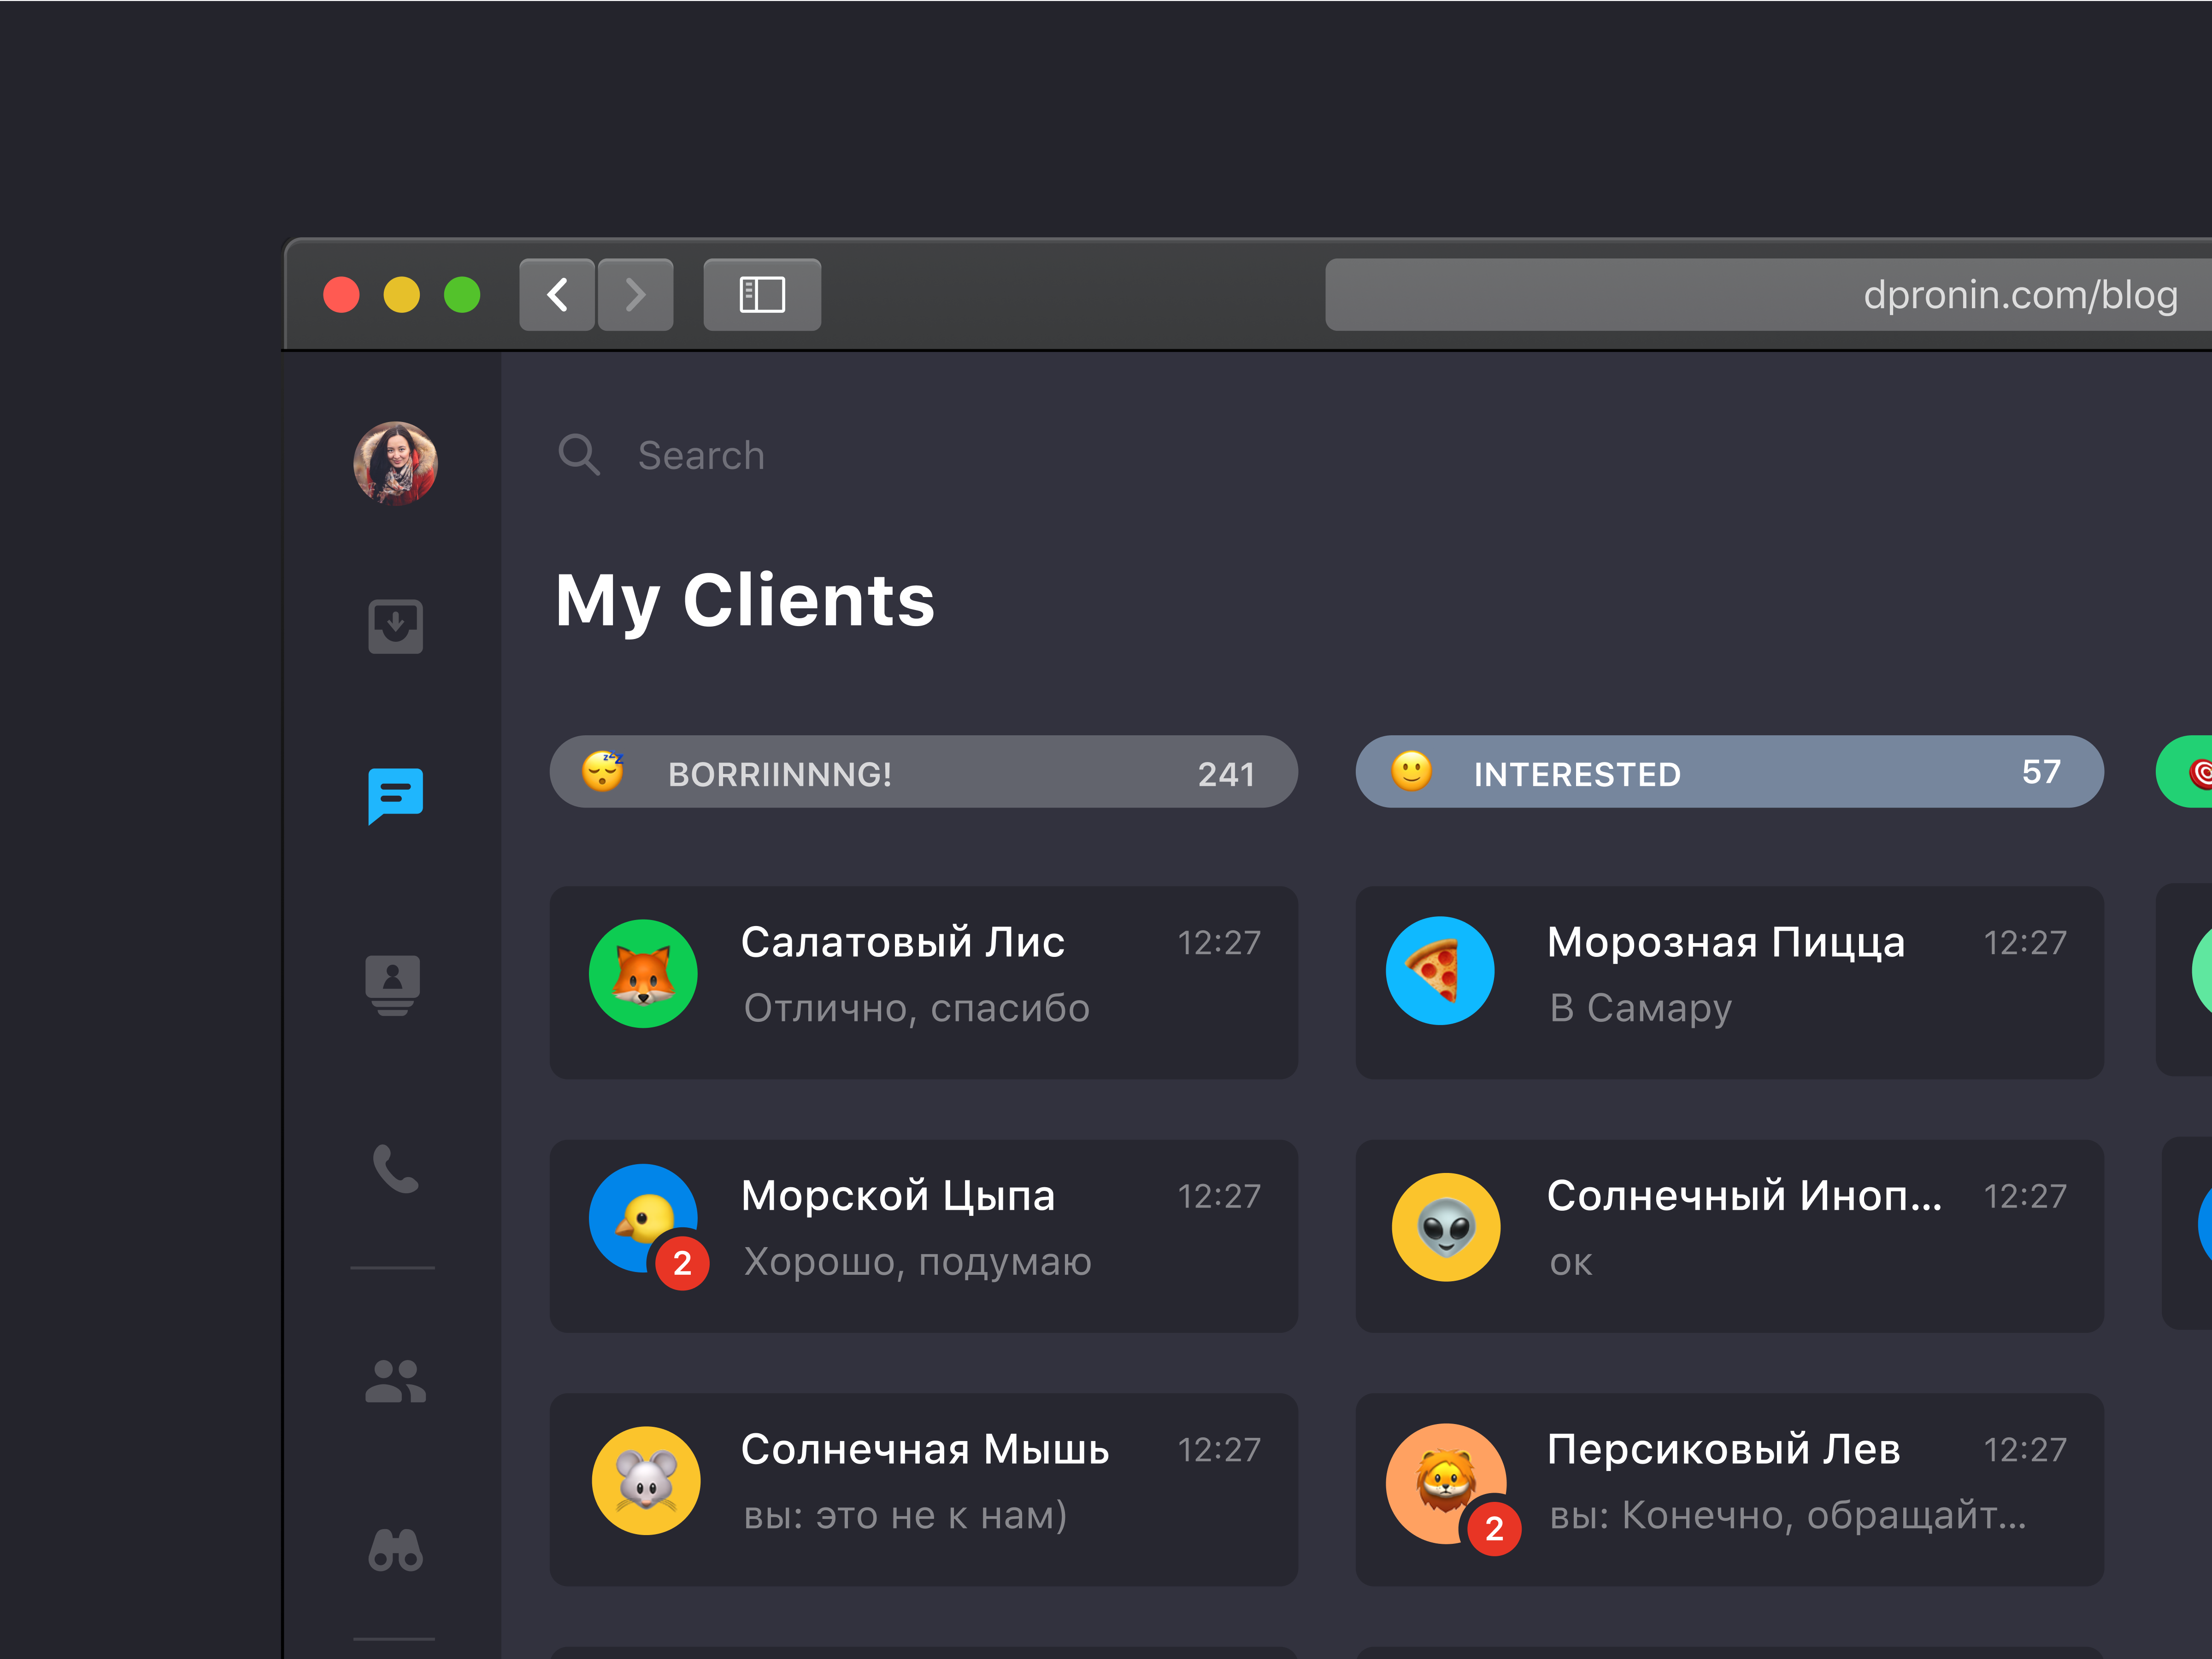 dpronin.com/blog
Search
My Clients
BORRIINNNG!
241
INTERESTED
57
Салатовый Лис
12:27
Отлично, спасибо
Морозная Пицца
12:27
В Самару
Морской Цыпа
12:27
2
Хорошо, подумаю
Солнечный Иноп...
12:27
ок
Солнечная Мышь
12:27
вы: это не к нам)
Персиковый Лев
12:27
2
вы: Конечно, обращайт...